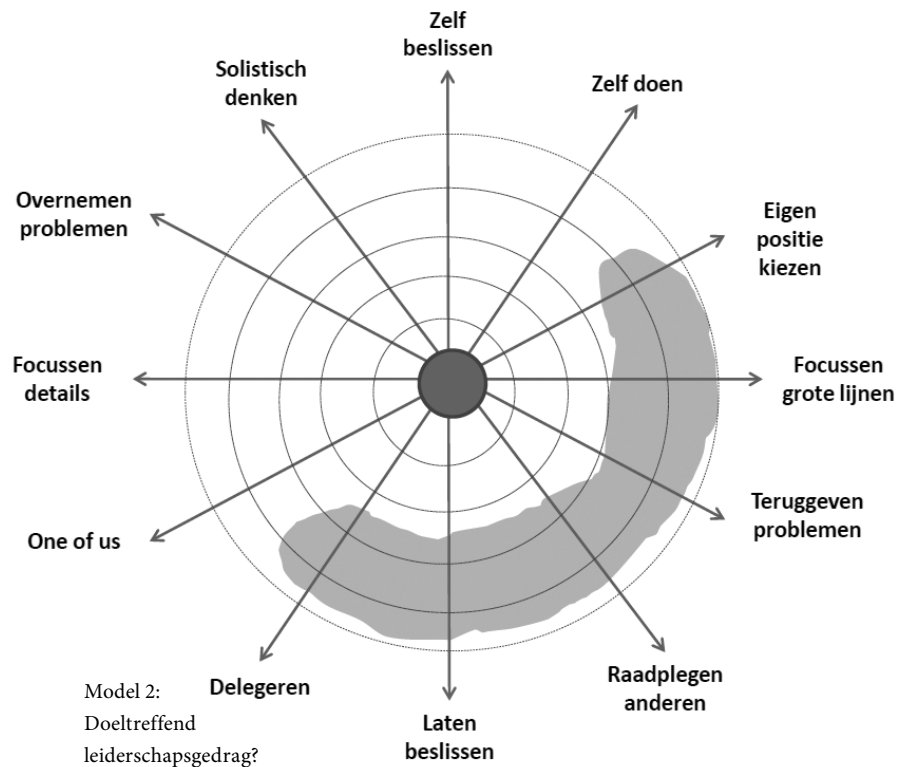 Zelf
beslissen
Zelf doen
Eigen
positie
kiezen
Focussen
grote lijnen
Teruggeven
problemen
Raadplegen
anderen
Laten
beslissen
Delegeren
One of us
Focussen
details
Overnemen
problemen
Solistisch
denken
Model 2:
Doeltreffend
leiderschapsgedrag?